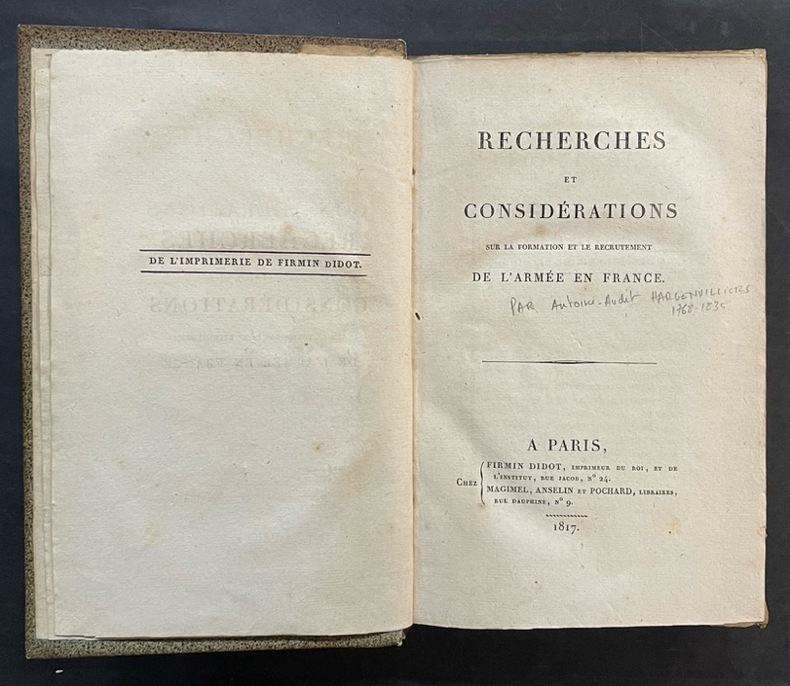 DE L'IMPRIMERIE DE FIRMIN DIDOT.
RECHERCHES
ET
CONSIDÉRATIONS
SUR LA FORMATION ET LE RECRUTEMENT
DE L'ARMÉE EN FRANCE.
PAR Antoine-Audet HARGENVILLIERS
1768-1835
A PARIS,
Chez
FIRMIN DIDOT, IMPRIMEUR DU ROI, ET DE
L'INSTITUT, RUE JACOB, N° 24.
MAGIMEL, ANSELIN ET POCHARD, LIBRAIRES,
RUE DAUPHINE, N° 9.
1817.